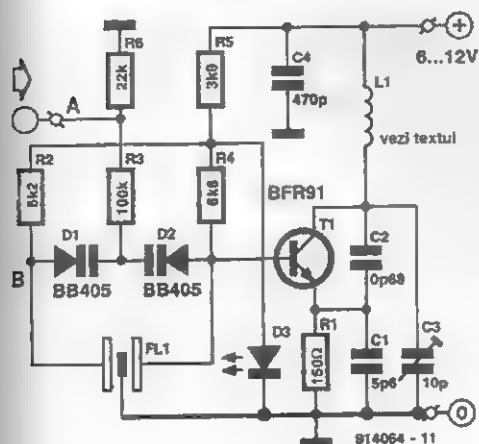 R6
22k
R5
3k9
C4
470p
+
6...12V
L1
vezi textul
A
R2
8k2
R3
100k
R4
6k8
BFR91
T1
D1
BB405
D2
BB405
B
C2
0p68
FL1
D3
R1
150Ω
C1
5p6
C3
10p
0
914064 - 11